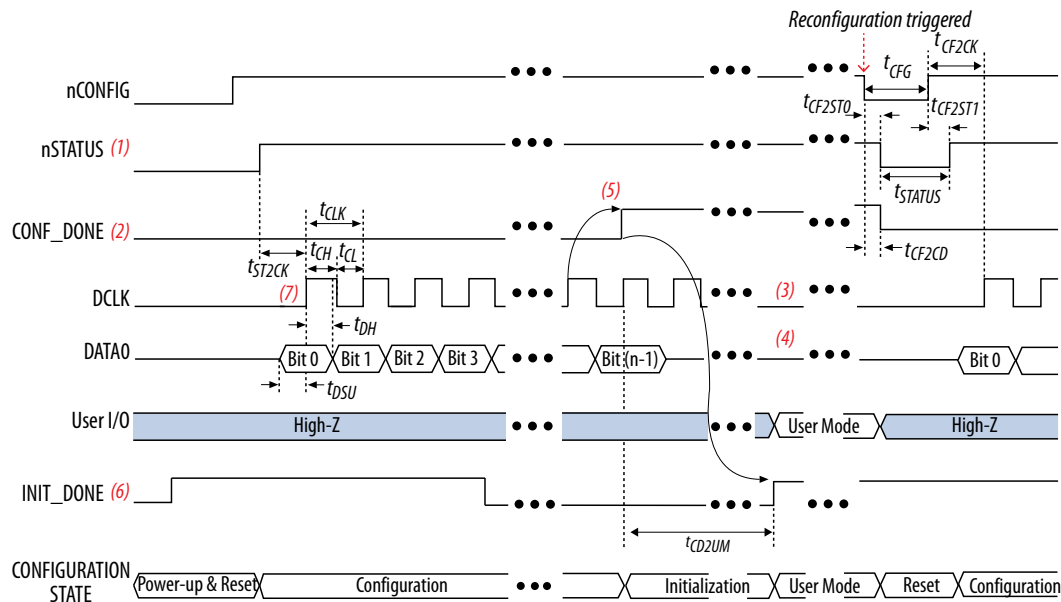 Reconfiguration triggered
tCF2CK
tCFG
nCONFIG
tCF2ST0
tCF2ST1
nSTATUS (1)
tSTATUS
(5)
tCLK
CONF_DONE (2)
tCF2CD
tST2CK
tCH
tCL
DCLK
(7)
(3)
tDH
DATA0
Bit 0
Bit 1
Bit 2
Bit 3
Bit (n-1)
(4)
Bit 0
tDSU
User I/O
High-Z
User Mode
High-Z
INIT_DONE (6)
tCD2UM
CONFIGURATION
STATE
Power-up & Reset
Configuration
Initialization
User Mode
Reset
Configuration